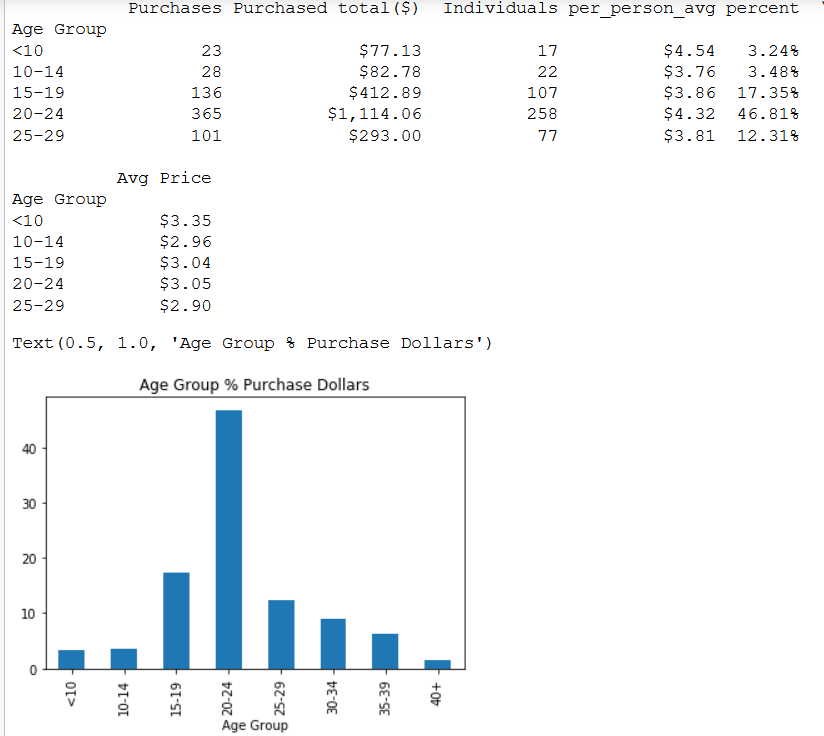 Purchases Purchased total($) Individuals per_person_avg percent
Age Group
<10 23 $77.13 17 $4.54 3.24%
10-14 28 $82.78 22 $3.76 3.48%
15-19 136 $412.89 107 $3.86 17.35%
20-24 365 $1,114.06 258 $4.32 46.81%
25-29 101 $293.00 77 $3.81 12.31%
Avg Price
Age Group
<10 $3.35
10-14 $2.96
15-19 $3.04
20-24 $3.05
25-29 $2.90
Text(0.5, 1.0, 'Age Group % Purchase Dollars')
Age Group % Purchase Dollars
40
30
20
10
0
<10 10-14 15-19 20-24 25-29 30-34 35-39 40+
Age Group